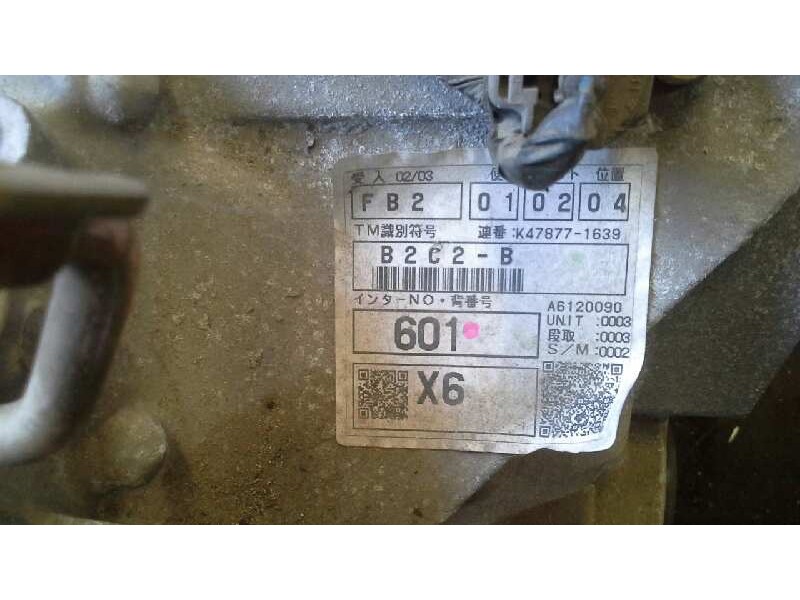 受入 02/03 位置
FB2 01 02 04
TM識別符号 連番:K47877-1639
B2C2-B
インターNO・背番号 A6120090
601 UNIT :0003
段取 :0003
S/M :0002
X6